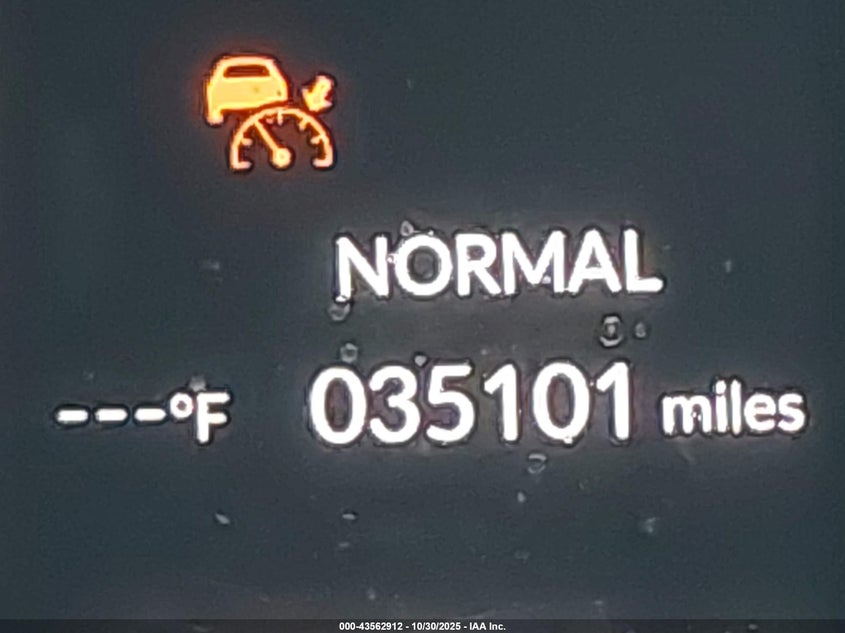 NORMAL
---°F 035101 miles
000-43562912 - 10/30/2025 - IAA Inc.